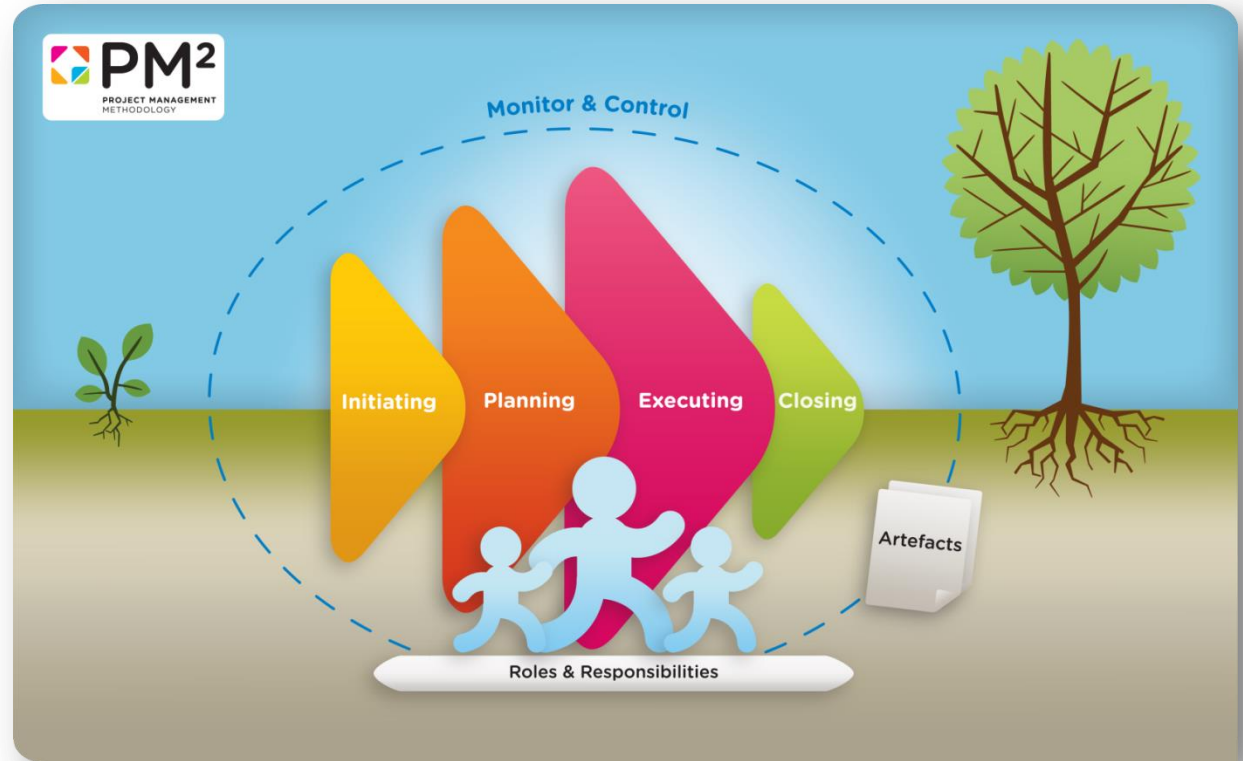 PM²
PROJECT MANAGEMENT
METHODOLOGY
Monitor & Control
Initiating
Planning
Executing
Closing
Artefacts
Roles & Responsibilities